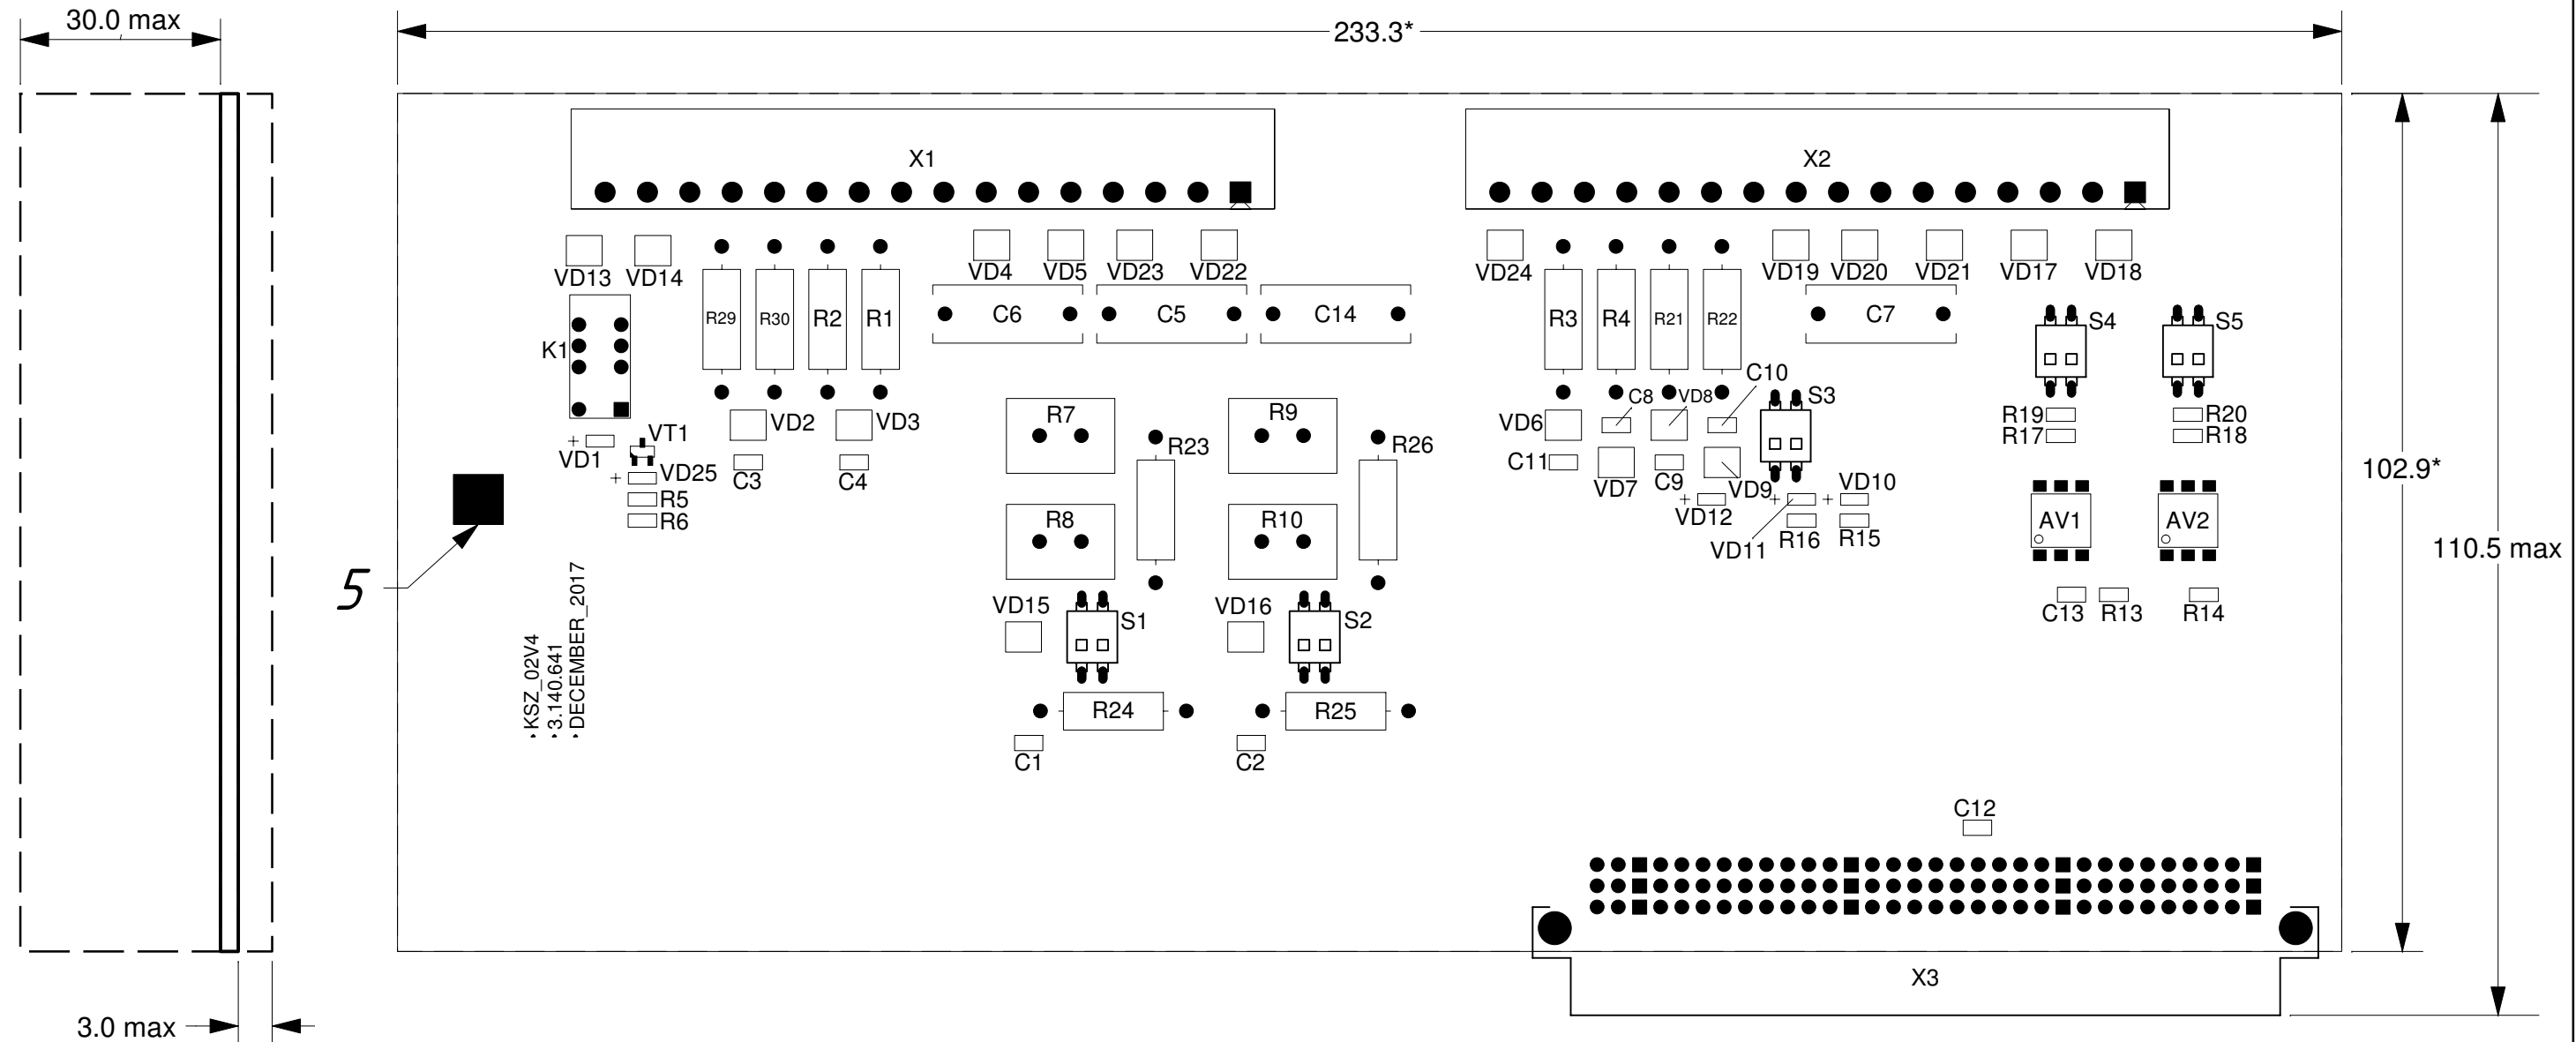 30.0 max
233.3*
X1
X2
VD13
VD14
VD4
VD5
VD23
VD22
VD24
VD19
VD20
VD21
VD17
VD18
R29
R30
R2
R1
C6
C5
C14
R3
R4
R21
R22
C7
S4
S5
K1
C10
C8
VD8
S3
VD2
VD3
R7
R9
VD6
R19
R20
R17
R18
VT1
VD1
R23
R26
C11
VD25
C3
C4
VD7
C9
VD9
VD10
102.9*
R5
R6
R8
R10
VD12
VD11
R16
R15
AV1
AV2
110.5 max
5
VD15
S1
VD16
S2
C13
R13
R14
KSZ_02V4
3.140.641
DECEMBER_2017
R24
R25
C1
C2
C12
X3
3.0 max